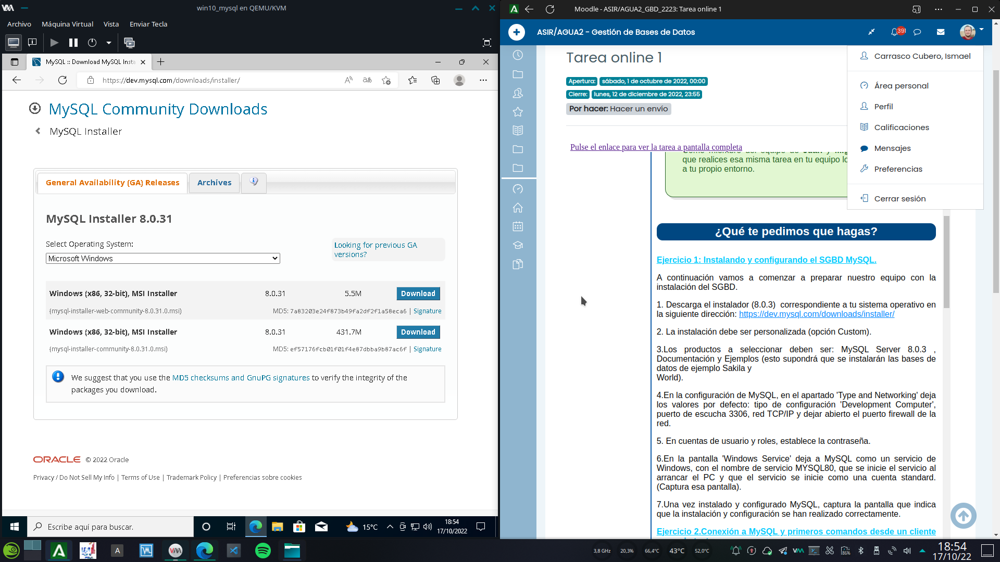 win10_mysql en QEMU/KVM
Archivo Máquina Virtual Vista Enviar Tecla
MySQL :: Download MySQL Insta
https://dev.mysql.com/downloads/installer/
MySQL Community Downloads
MySQL Installer
General Availability (GA) Releases
Archives
MySQL Installer 8.0.31
Select Operating System:
Looking for previous GA
versions?
Microsoft Windows
Windows (x86, 32-bit), MSI Installer 8.0.31 5.5M Download
(mysql-installer-web-community-8.0.31.0.msi) MD5: 7a83203e24f873b49fa2df2f1a58eca6 | Signature
Windows (x86, 32-bit), MSI Installer 8.0.31 431.7M Download
(mysql-installer-community-8.0.31.0.msi) MD5: ef57176fcb01f01f4e87dbba9b87ac6f | Signature
We suggest that you use the MD5 checksums and GnuPG signatures to verify the integrity of the
packages you download.
ORACLE © 2022 Oracle
Privacy / Do Not Sell My Info | Terms of Use | Trademark Policy | Preferencias sobre cookies
Escribe aquí para buscar.
15°C
18:54
17/10/2022
Moodle - ASIR/AGUA2_GBD_2223: Tarea online 1
ASIR/AGUA2 - Gestión de Bases de Datos
391
Tarea online 1
Apertura: sábado, 1 de octubre de 2022, 00:00
Cierre: lunes, 12 de diciembre de 2022, 23:55
Por hacer: Hacer un envío
Carrasco Cubero, Ismael
Área personal
Perfil
Calificaciones
Mensajes
Preferencias
Cerrar sesión
Pulse el enlace para ver la tarea a pantalla completa
que realices esa misma tarea en tu equipo lo
a tu propio entorno.
¿Qué te pedimos que hagas?
Ejercicio 1: Instalando y configurando el SGBD MySQL.
A continuación vamos a comenzar a preparar nuestro equipo con la
instalación del SGBD.
1. Descarga el instalador (8.0.3) correspondiente a tu sistema operativo en
la siguiente dirección: https://dev.mysql.com/downloads/installer/
2. La instalación debe ser personalizada (opción Custom).
3.Los productos a seleccionar deben ser: MySQL Server 8.0.3 ,
Documentación y Ejemplos (esto supondrá que se instalarán las bases de
datos de ejemplo Sakila y
World).
4.En la configuración de MySQL, en el apartado 'Type and Networking' deja
los valores por defecto: tipo de configuración 'Development Computer',
puerto de escucha 3306, red TCP/IP y dejar abierto el puerto firewall de la
red.
5. En cuentas de usuario y roles, establece la contraseña.
6.En la pantalla 'Windows Service' deja a MySQL como un servicio de
Windows, con el nombre de servicio MYSQL80, que se inicie el servicio al
arrancar el PC y que el servicio se inicie como una cuenta standard.
(Captura esa pantalla).
7.Una vez instalado y configurado MySQL, captura la pantalla que indica
que la instalación y configuración se han realizado correctamente.
Ejercicio 2.Conexión a MySQL y primeros comandos desde un cliente
3,8 GHz 20,3% 66,4°C 43°C 52,0°C
86%
18:54
17/10/22